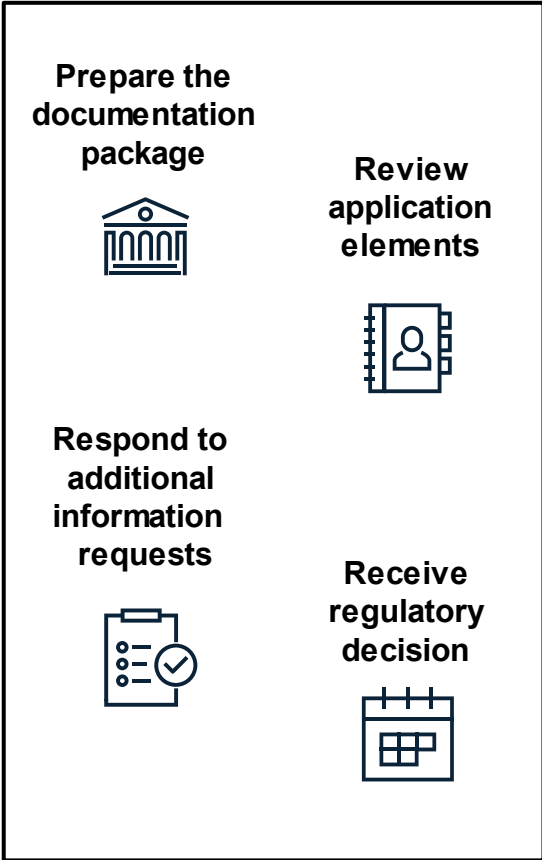 Prepare the
documentation
package
Review
application
elements
Respond to
additional
information
requests
Receive
regulatory
decision